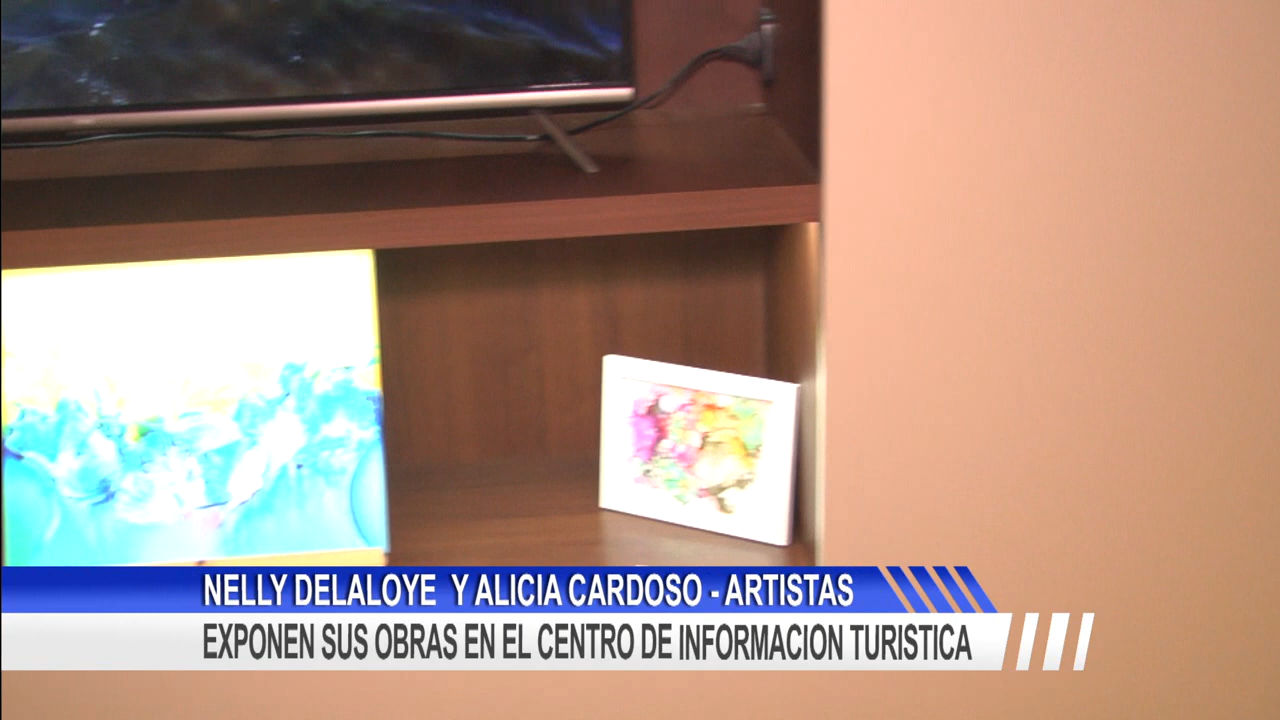 NELLY DELALOYE Y ALICIA CARDOSO - ARTISTAS
EXPONEN SUS OBRAS EN EL CENTRO DE INFORMACION TURISTICA